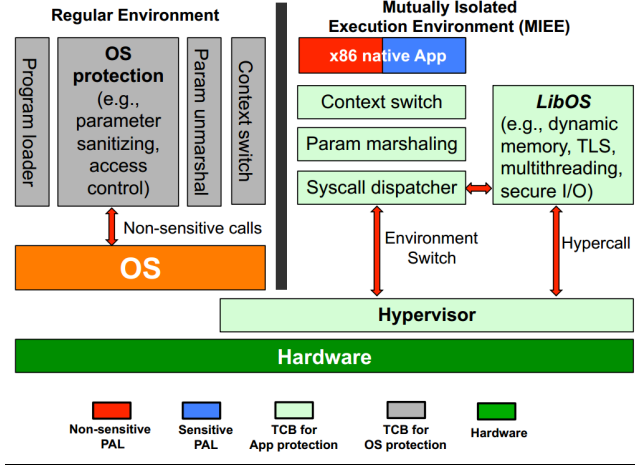 Regular Environment
Mutually Isolated
Execution Environment (MIEE)
Program loader
OS
protection
(e.g.,
parameter
sanitizing,
access
control)
Param unmarshal
Context switch
x86 native App
Context switch
Param marshaling
Syscall dispatcher
LibOS
(e.g., dynamic
memory, TLS,
multithreading,
secure I/O)
Non-sensitive calls
Environment
Switch
Hypercall
OS
Hypervisor
Hardware
Non-sensitive
PAL
Sensitive
PAL
TCB for
App protection
TCB for
OS protection
Hardware